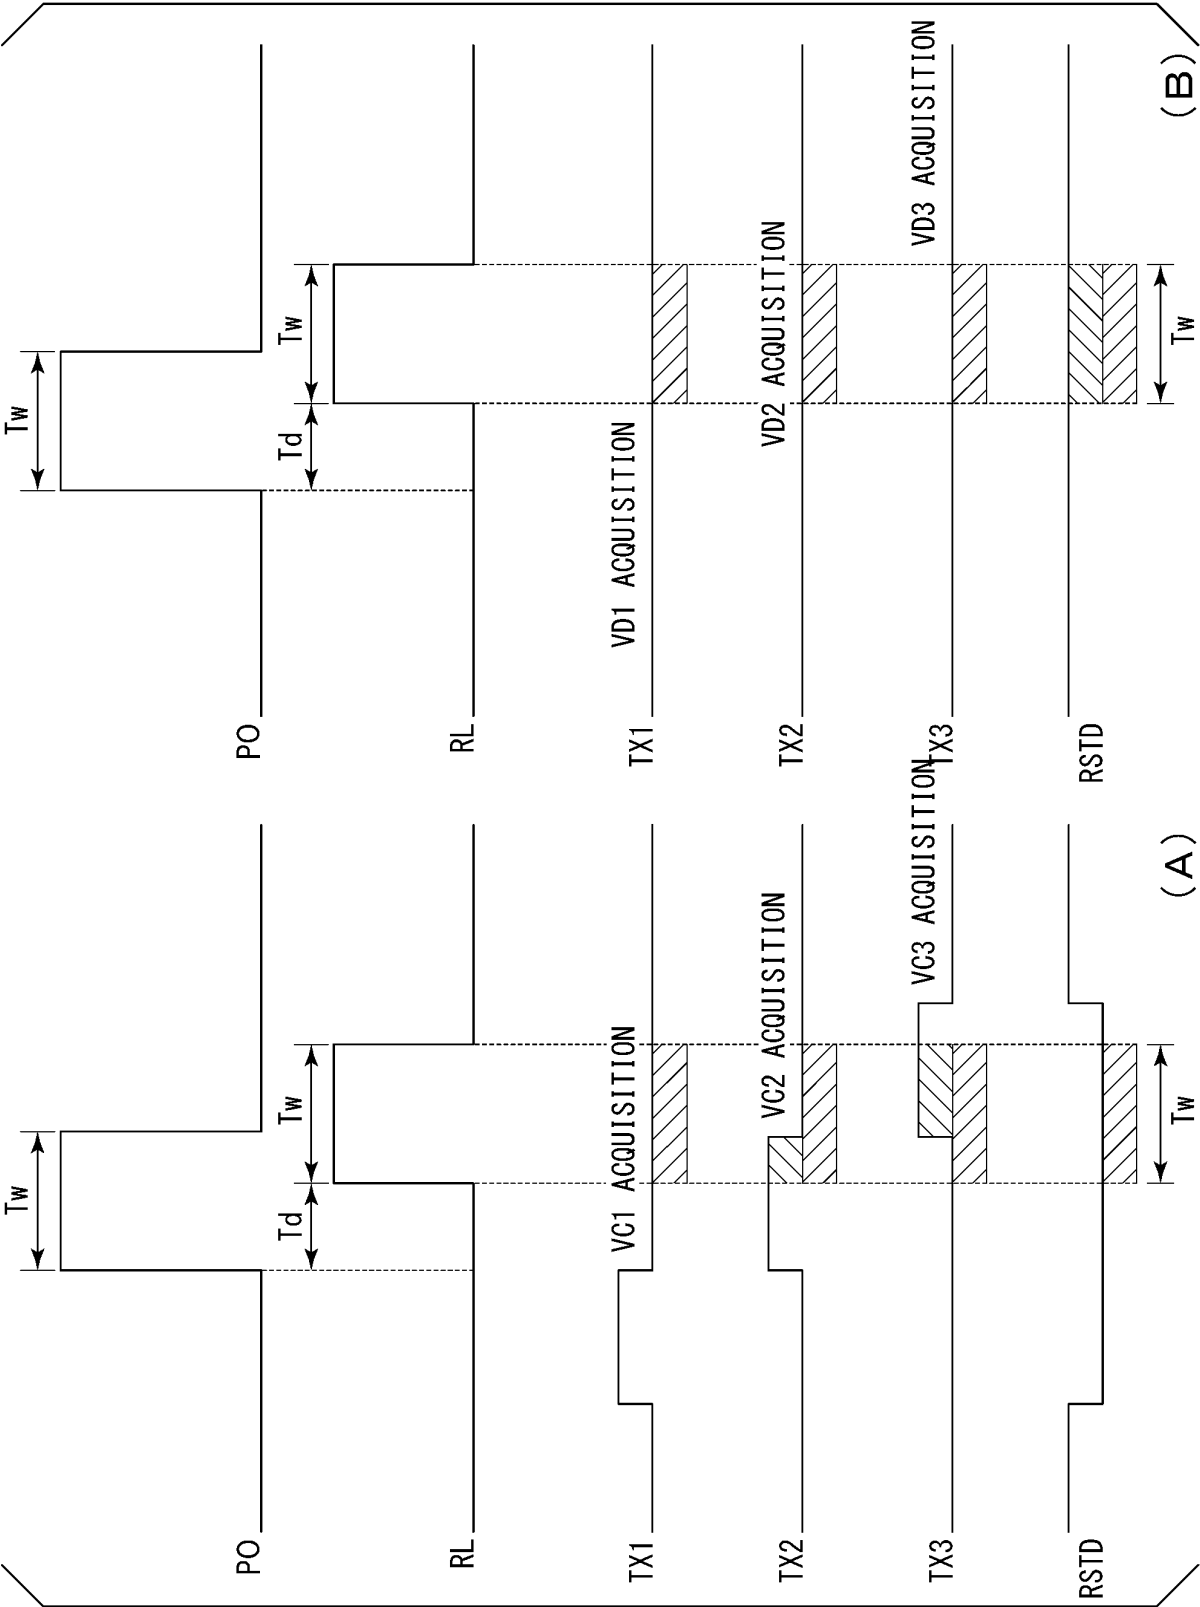 Tw
PO
Td
Tw
RL
VC1 ACQUISITION
TX1
VC2 ACQUISITION
TX2
VC3 ACQUISITION
TX3
RSTD
Tw
(A)
Tw
PO
Td
Tw
RL
VD1 ACQUISITION
TX1
VD2 ACQUISITION
TX2
VD3 ACQUISITION
TX3
RSTD
Tw
(B)